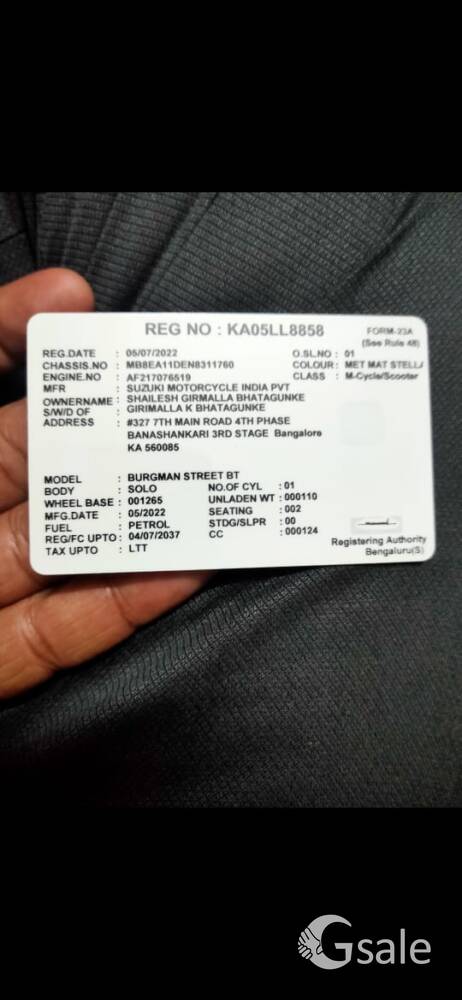 REG NO : KA05LL8858
FORM-23A
(See Rule 48)
REG.DATE : 05/07/2022 O.SL.NO : 01
CHASSIS.NO : MB8EA11DEN8311760 COLOUR : MET MAT STELL
ENGINE.NO : AF217076519 CLASS : M-Cycle/Scooter
MFR : SUZUKI MOTORCYCLE INDIA PVT
OWNERNAME : SHAILESH GIRMALLA BHATAGUNKE
S/W/D OF : GIRIMALLA K BHATAGUNKE
ADDRESS : #327 7TH MAIN ROAD 4TH PHASE
BANASHANKARI 3RD STAGE Bangalore
KA 560085
MODEL : BURGMAN STREET BT
BODY : SOLO NO.OF CYL : 01
WHEEL BASE : 001265 UNLADEN WT : 000110
MFG.DATE : 05/2022 SEATING : 002
FUEL : PETROL STDG/SLPR : 00
REG/FC UPTO : 04/07/2037 CC : 000124
TAX UPTO : LTT
Registering Authority
Bengaluru(S)
Gsale